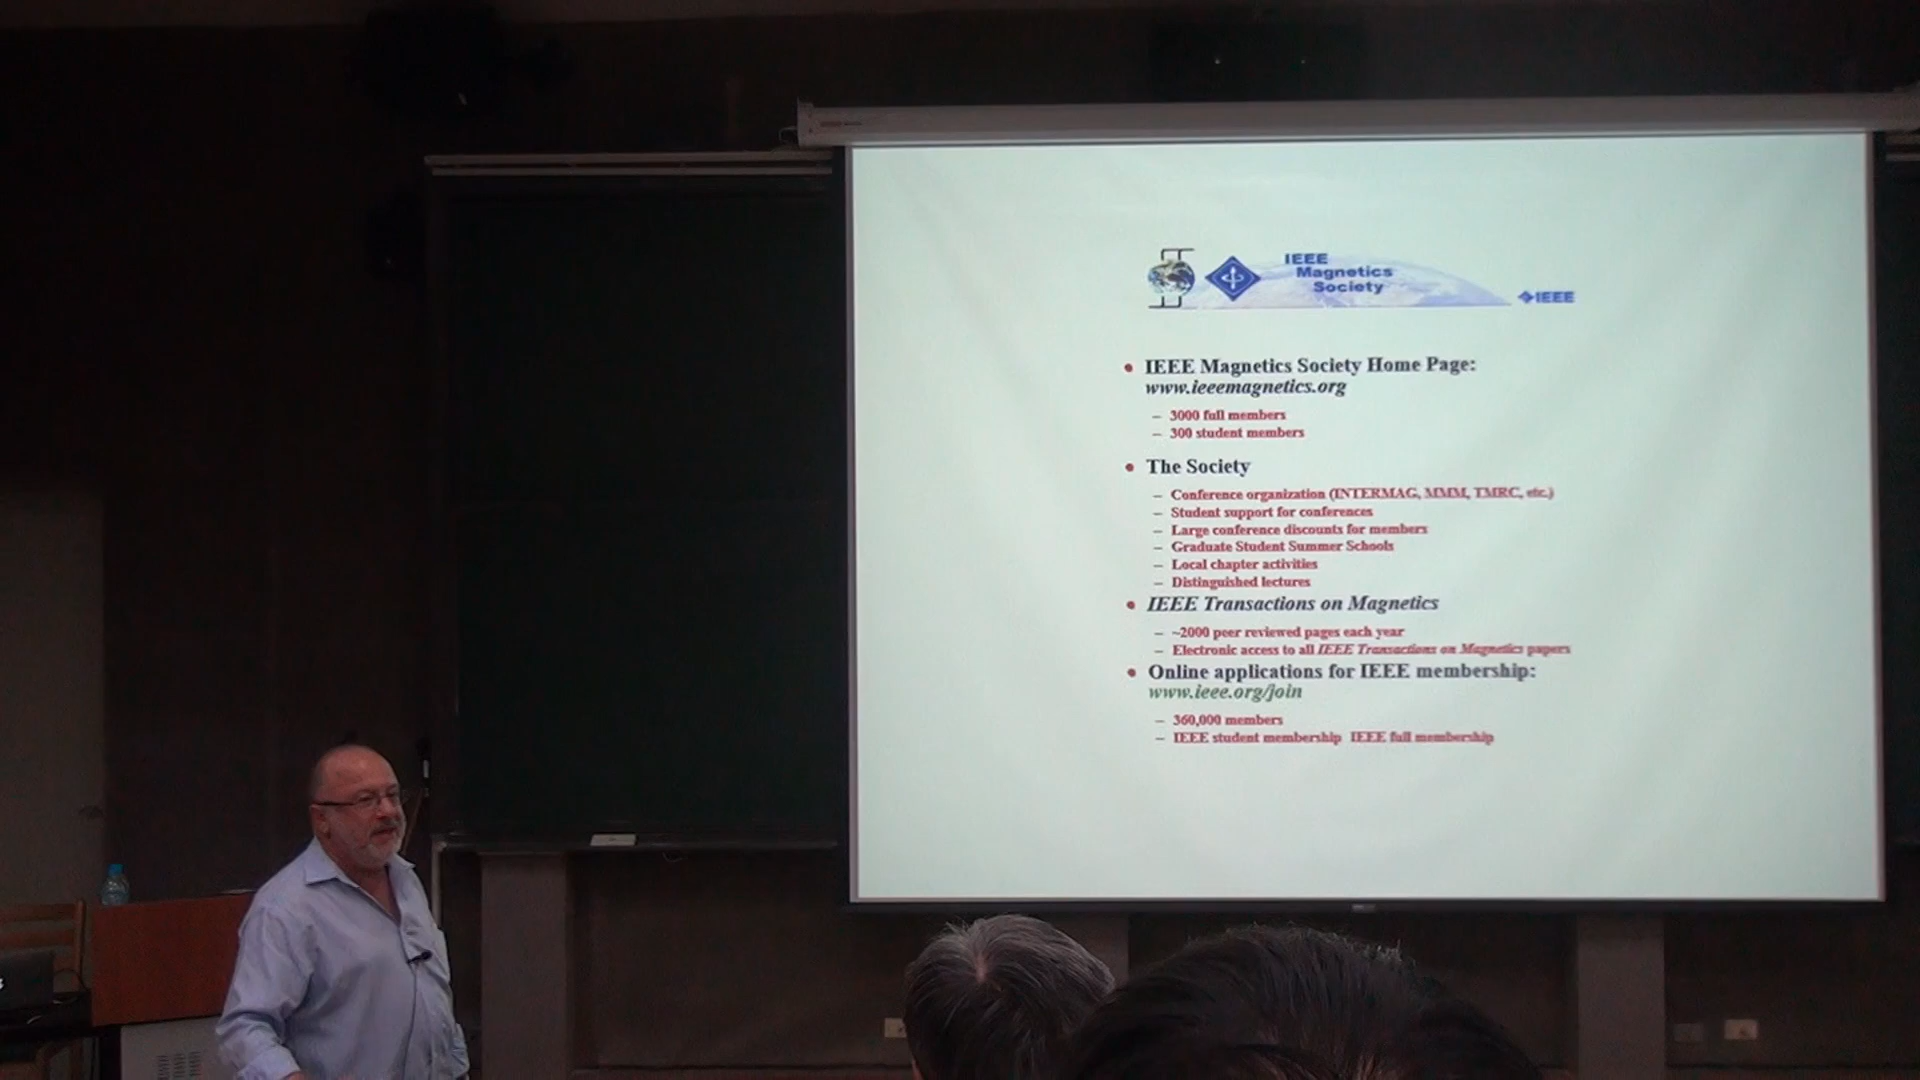 IEEE
Magnetics
Society
IEEE
• IEEE Magnetics Society Home Page:
www.ieeemagnetics.org
– 3000 full members
– 300 student members
• The Society
– Conference organization (INTERMAG, MMM, TMRC, etc.)
– Student support for conferences
– Large conference discounts for members
– Graduate Student Summer Schools
– Local chapter activities
– Distinguished lectures
• IEEE Transactions on Magnetics
– ~2000 peer reviewed pages each year
– Electronic access to all IEEE Transactions on Magnetics papers
• Online applications for IEEE membership:
www.ieee.org/join
– 360,000 members
– IEEE student membership IEEE full membership